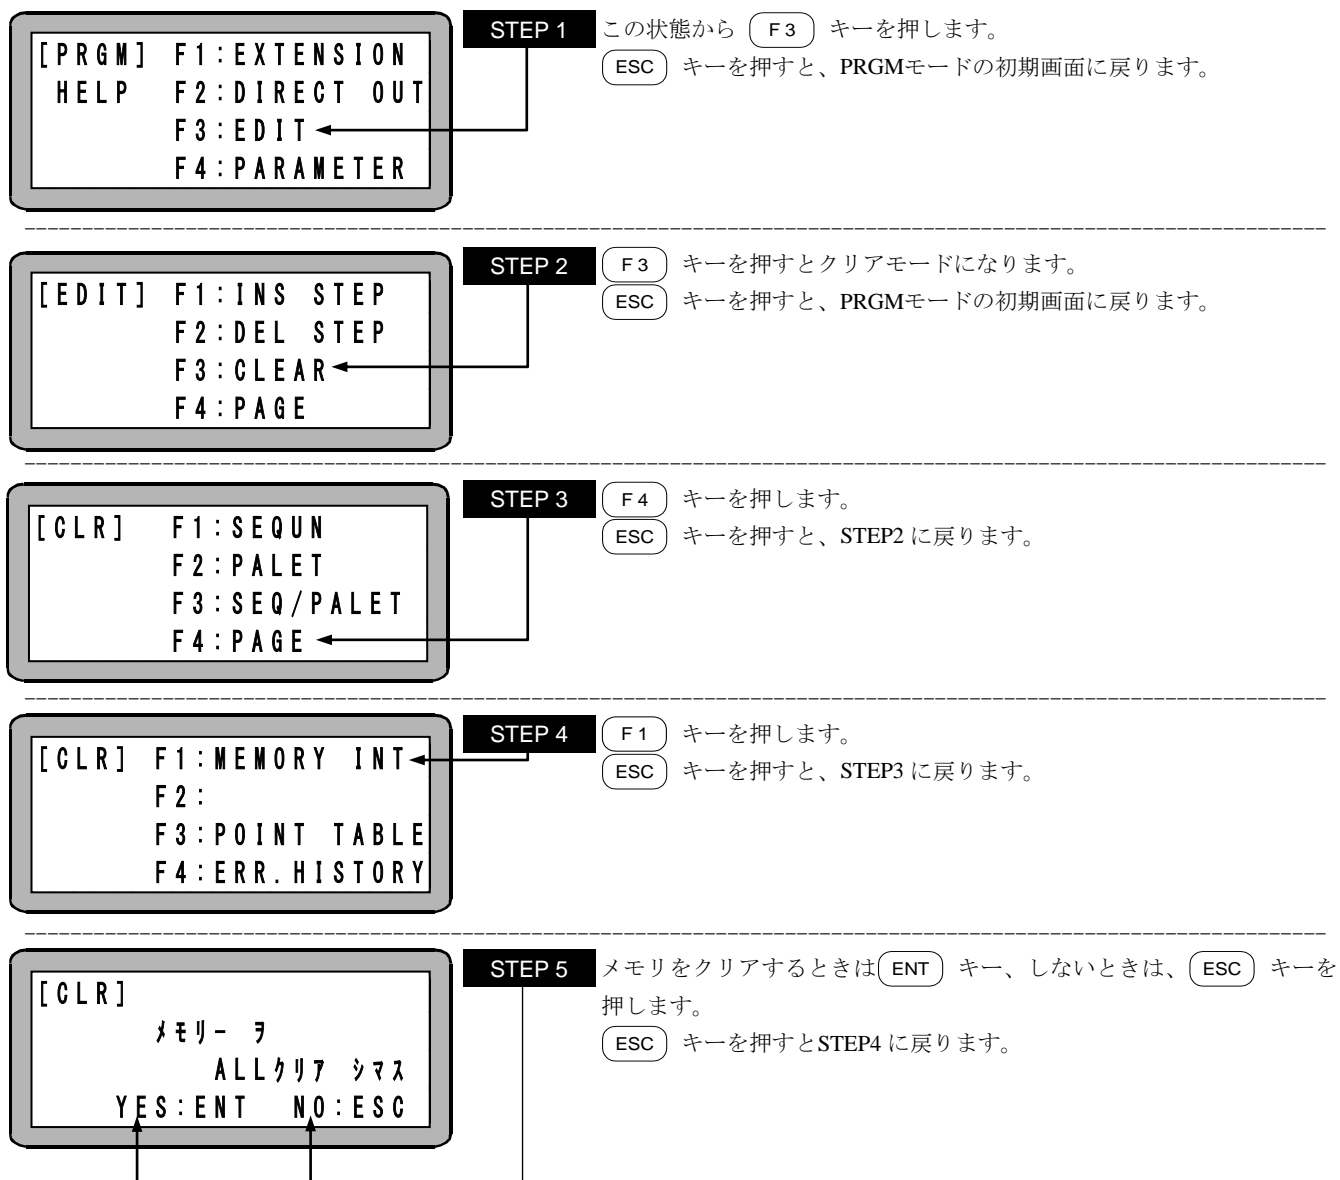 [PRGM] F1:EXTENSION
HELP F2:DIRECT OUT
F3:EDIT
F4:PARAMETER
STEP 1
この状態から F3 キーを押します。
ESC キーを押すと、PRGMモードの初期画面に戻ります。
[EDIT] F1:INS STEP
F2:DEL STEP
F3:CLEAR
F4:PAGE
STEP 2
F3 キーを押すとクリアモードになります。
ESC キーを押すと、PRGMモードの初期画面に戻ります。
[CLR] F1:SEQUN
F2:PALET
F3:SEQ/PALET
F4:PAGE
STEP 3
F4 キーを押します。
ESC キーを押すと、STEP2 に戻ります。
[CLR] F1:MEMORY INT
F2:
F3:POINT TABLE
F4:ERR.HISTORY
STEP 4
F1 キーを押します。
ESC キーを押すと、STEP3 に戻ります。
[CLR]
ﾒﾓﾘｰ ｦ
ALLｸﾘｱ ｼﾏｽ
YES:ENT NO:ESC
STEP 5
メモリをクリアするときは ENT キー、しないときは、 ESC キーを
押します。
ESC キーを押すとSTEP4 に戻ります。